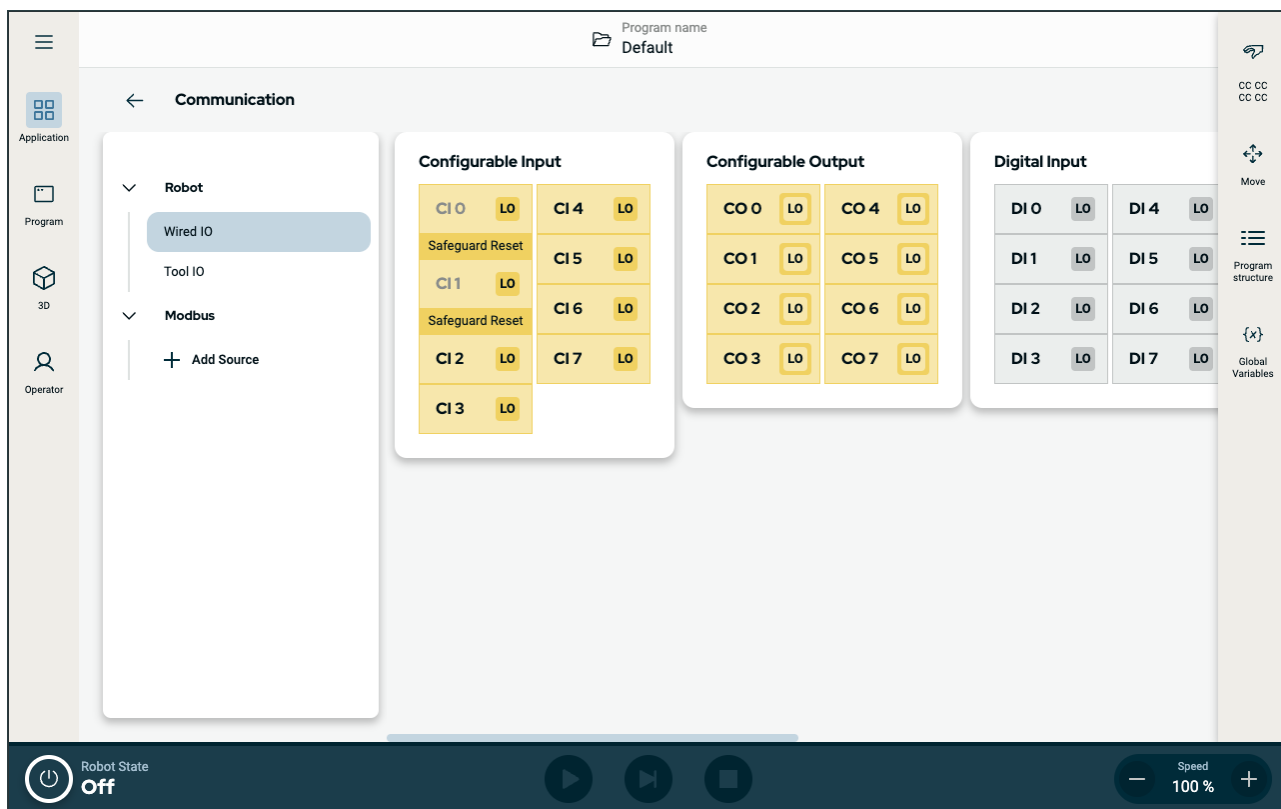 Program name
Default
Application
Program
3D
Operator
Communication
Robot
Wired IO
Tool IO
Modbus
Add Source
Configurable Input
CI 0 LO CI 4 LO
Safeguard Reset
CI 5 LO
CI 1 LO
CI 6 LO
Safeguard Reset
CI 2 LO CI 7 LO
CI 3 LO
Configurable Output
CO 0 LO CO 4 LO
CO 1 LO CO 5 LO
CO 2 LO CO 6 LO
CO 3 LO CO 7 LO
Digital Input
DI 0 LO DI 4 LO
DI 1 LO DI 5 LO
DI 2 LO DI 6 LO
DI 3 LO DI 7 LO
CC CC
CC CC
Move
Program
structure
{x}
Global
Variables
Robot State
Off
Speed
100 %